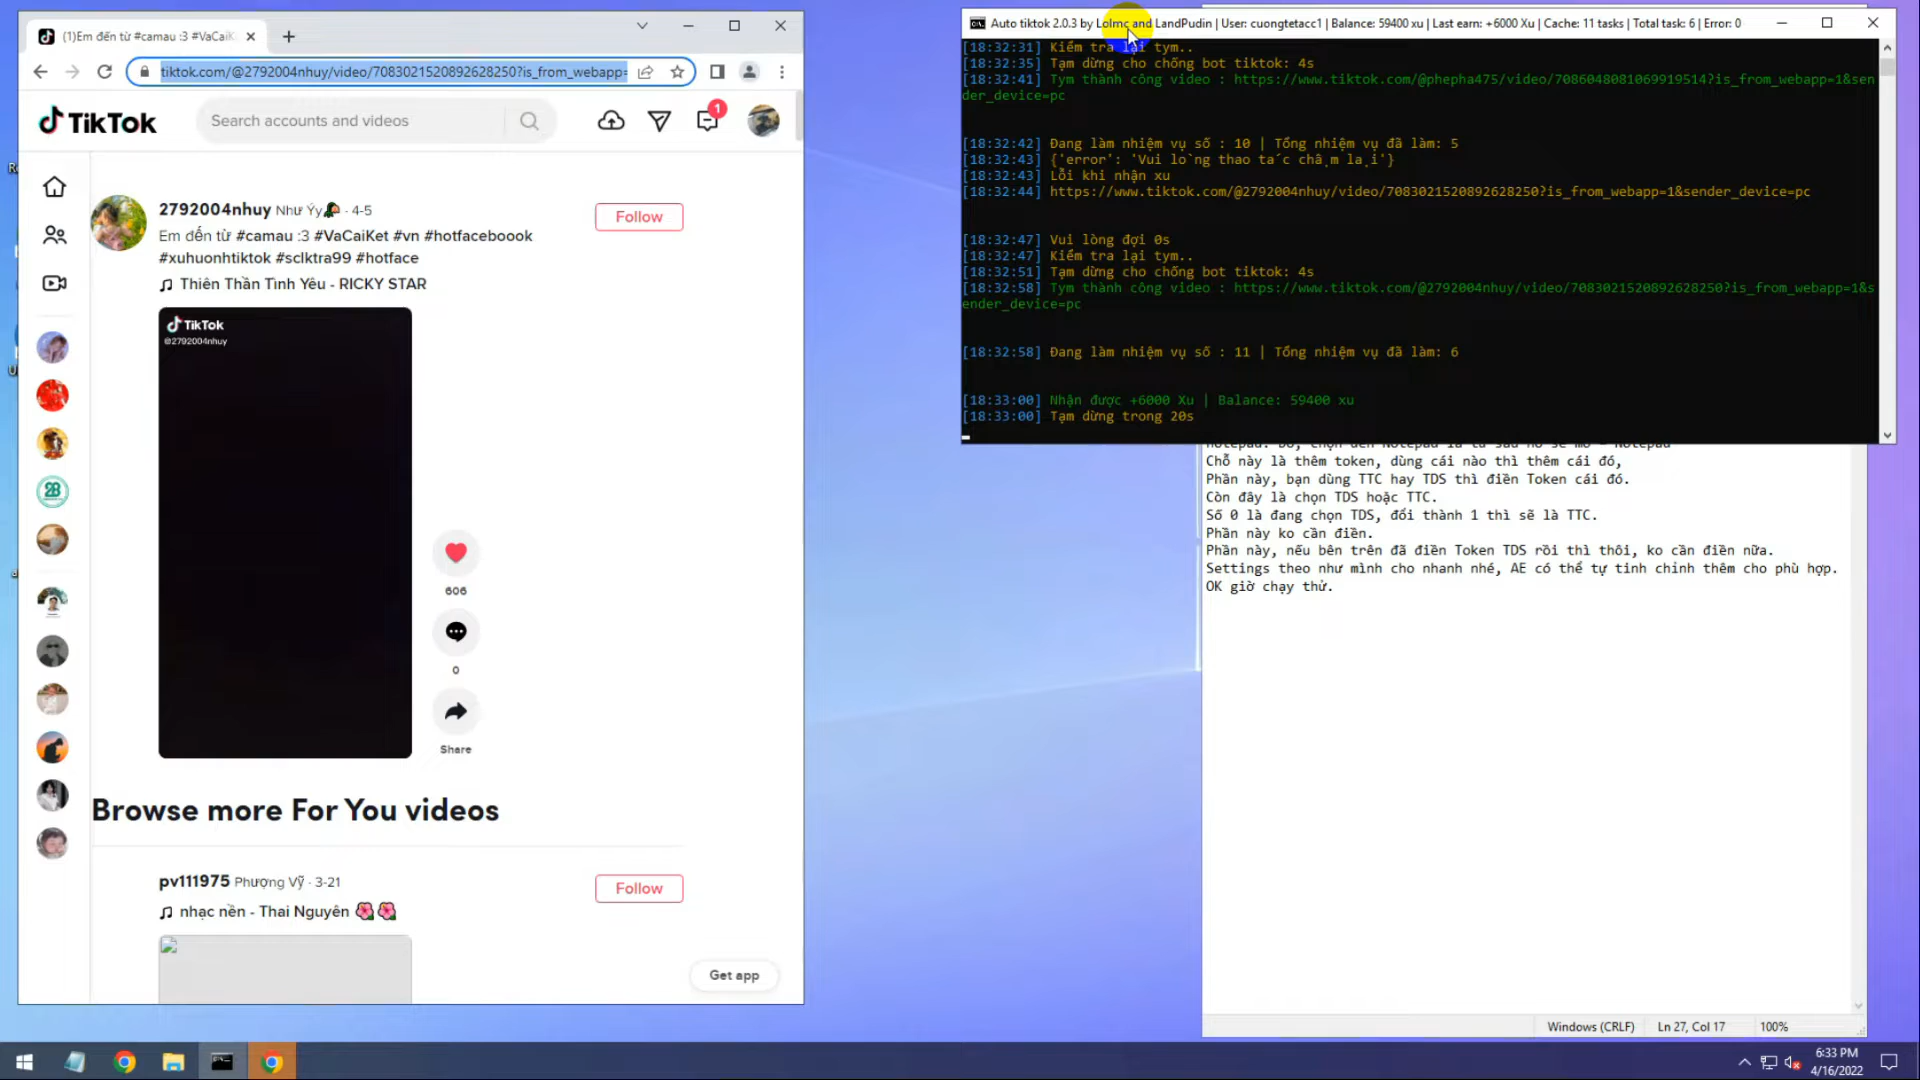 (1)Em đến từ #camau :3 #VaCaiK
tiktok.com/@2792004nhuy/video/7083021520892628250?is_from_webapp=
TikTok
Search accounts and videos
1
2792004nhuy Như Ýy · 4-5
Follow
Em đến từ #camau :3 #VaCaiKet #vn #hotfaceboook
#xuhuonhtiktok #sclktra99 #hotface
Thiên Thần Tình Yêu - RICKY STAR
TikTok
@2792004nhuy
606
0
Share
Browse more For You videos
pv111975 Phượng Vỹ · 3-21
Follow
nhạc nền - Thai Nguyên
Get app
Auto tiktok 2.0.3 by Lolmc and LandPudin | User: cuongtetacc1 | Balance: 59400 xu | Last earn: +6000 Xu | Cache: 11 tasks | Total task: 6 | Error: 0
[18:32:31] Kiểm tra lại tym..
[18:32:35] Tạm dừng cho chống bot tiktok: 4s
[18:32:41] Tym thành công video : https://www.tiktok.com/@phepha475/video/7086048081069919514?is_from_webapp=1&sen
der_device=pc
[18:32:42] Đang làm nhiệm vụ số : 10 | Tổng nhiệm vụ đã làm: 5
[18:32:43] {'error': 'Vui lòng thao tác chậm lại'}
[18:32:43] Lỗi khi nhận xu
[18:32:44] https://www.tiktok.com/@2792004nhuy/video/7083021520892628250?is_from_webapp=1&sender_device=pc
[18:32:47] Vui lòng đợi 0s
[18:32:47] Kiểm tra lại tym..
[18:32:51] Tạm dừng cho chống bot tiktok: 4s
[18:32:58] Tym thành công video : https://www.tiktok.com/@2792004nhuy/video/7083021520892628250?is_from_webapp=1&s
ender_device=pc
[18:32:58] Đang làm nhiệm vụ số : 11 | Tổng nhiệm vụ đã làm: 6
[18:33:00] Nhận được +6000 Xu | Balance: 59400 xu
[18:33:00] Tạm dừng trong 20s
Chỗ này là thêm token, dùng cái nào thì thêm cái đó,
Phần này, bạn dùng TTC hay TDS thì điền Token cái đó.
Còn đây là chọn TDS hoặc TTC.
Số 0 là đang chọn TDS, đổi thành 1 thì sẽ là TTC.
Phần này ko cần điền.
Phần này, nếu bên trên đã điền Token TDS rồi thì thôi, ko cần điền nữa.
Settings theo như mình cho nhanh nhé, AE có thể tự tinh chỉnh thêm cho phù hợp.
OK giờ chạy thử.
Windows (CRLF)
Ln 27, Col 17
100%
6:33 PM
4/16/2022